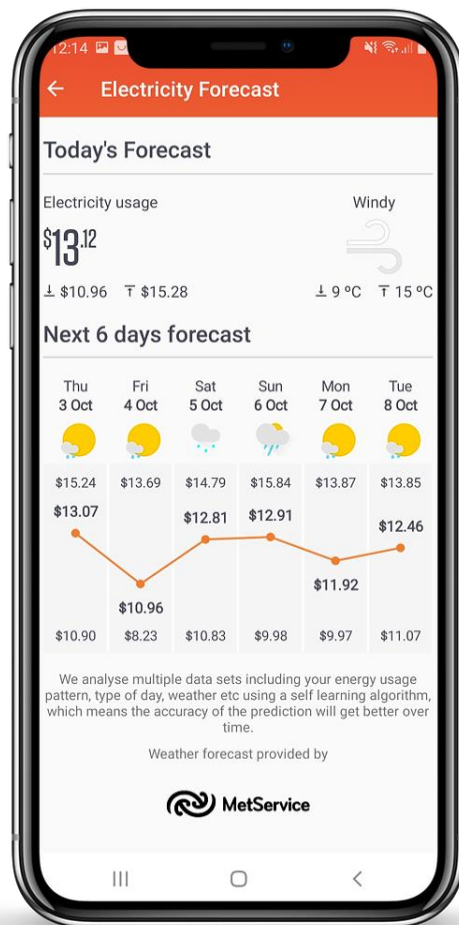 12:14
Electricity Forecast
Today's Forecast
Electricity usage
Windy
$13.12
$10.96 $15.28
9 ºC 15 ºC
Next 6 days forecast
Thu Fri Sat Sun Mon Tue
3 Oct 4 Oct 5 Oct 6 Oct 7 Oct 8 Oct
$15.24 $13.69 $14.79 $15.84 $13.87 $13.85
$13.07 $10.96 $12.81 $12.91 $11.92 $12.46
$10.90 $8.23 $10.83 $9.98 $9.97 $11.07
We analyse multiple data sets including your energy usage
pattern, type of day, weather etc using a self learning algorithm,
which means the accuracy of the prediction will get better over
time.
Weather forecast provided by
MetService